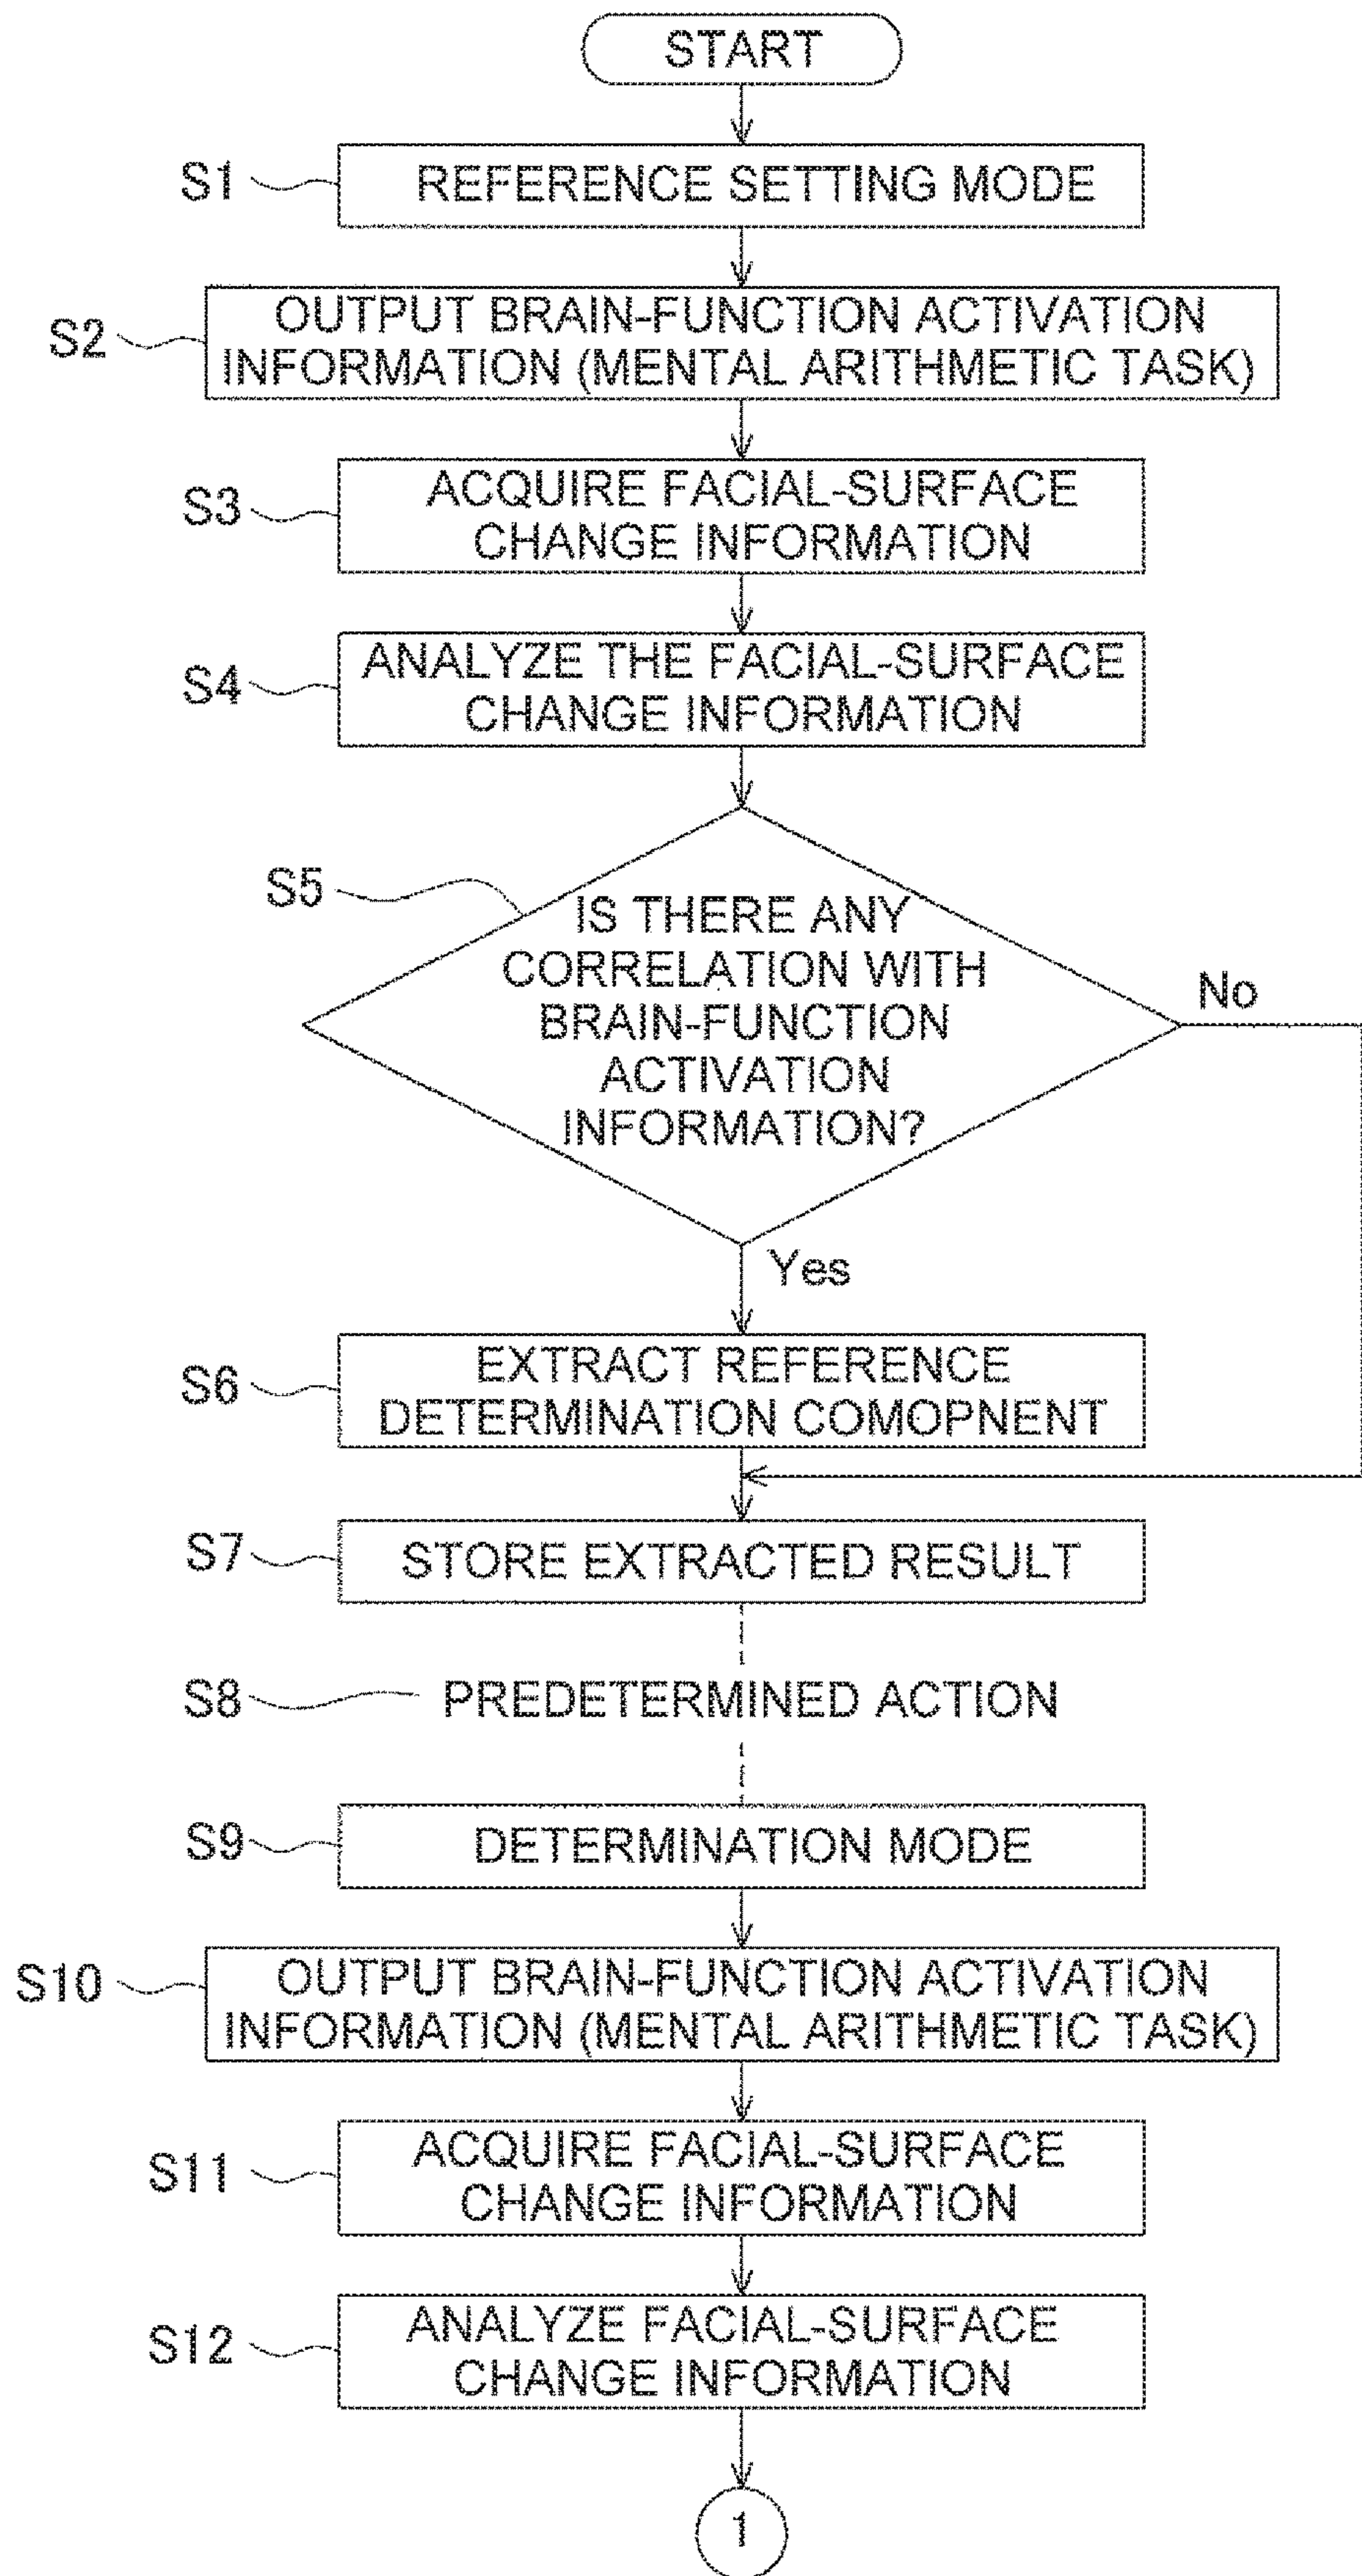 START
S1
REFERENCE SETTING MODE
S2
OUTPUT BRAIN-FUNCTION ACTIVATION
INFORMATION (MENTAL ARITHMETIC TASK)
S3
ACQUIRE FACIAL-SURFACE
CHANGE INFORMATION
S4
ANALYZE THE FACIAL-SURFACE
CHANGE INFORMATION
S5
IS THERE ANY
CORRELATION WITH
BRAIN-FUNCTION
ACTIVATION
INFORMATION?
No
Yes
S6
EXTRACT REFERENCE
DETERMINATION COMOPNENT
S7
STORE EXTRACTED RESULT
S8
PREDETERMINED ACTION
S9
DETERMINATION MODE
S10
OUTPUT BRAIN-FUNCTION ACTIVATION
INFORMATION (MENTAL ARITHMETIC TASK)
S11
ACQUIRE FACIAL-SURFACE
CHANGE INFORMATION
S12
ANALYZE FACIAL-SURFACE
CHANGE INFORMATION
1